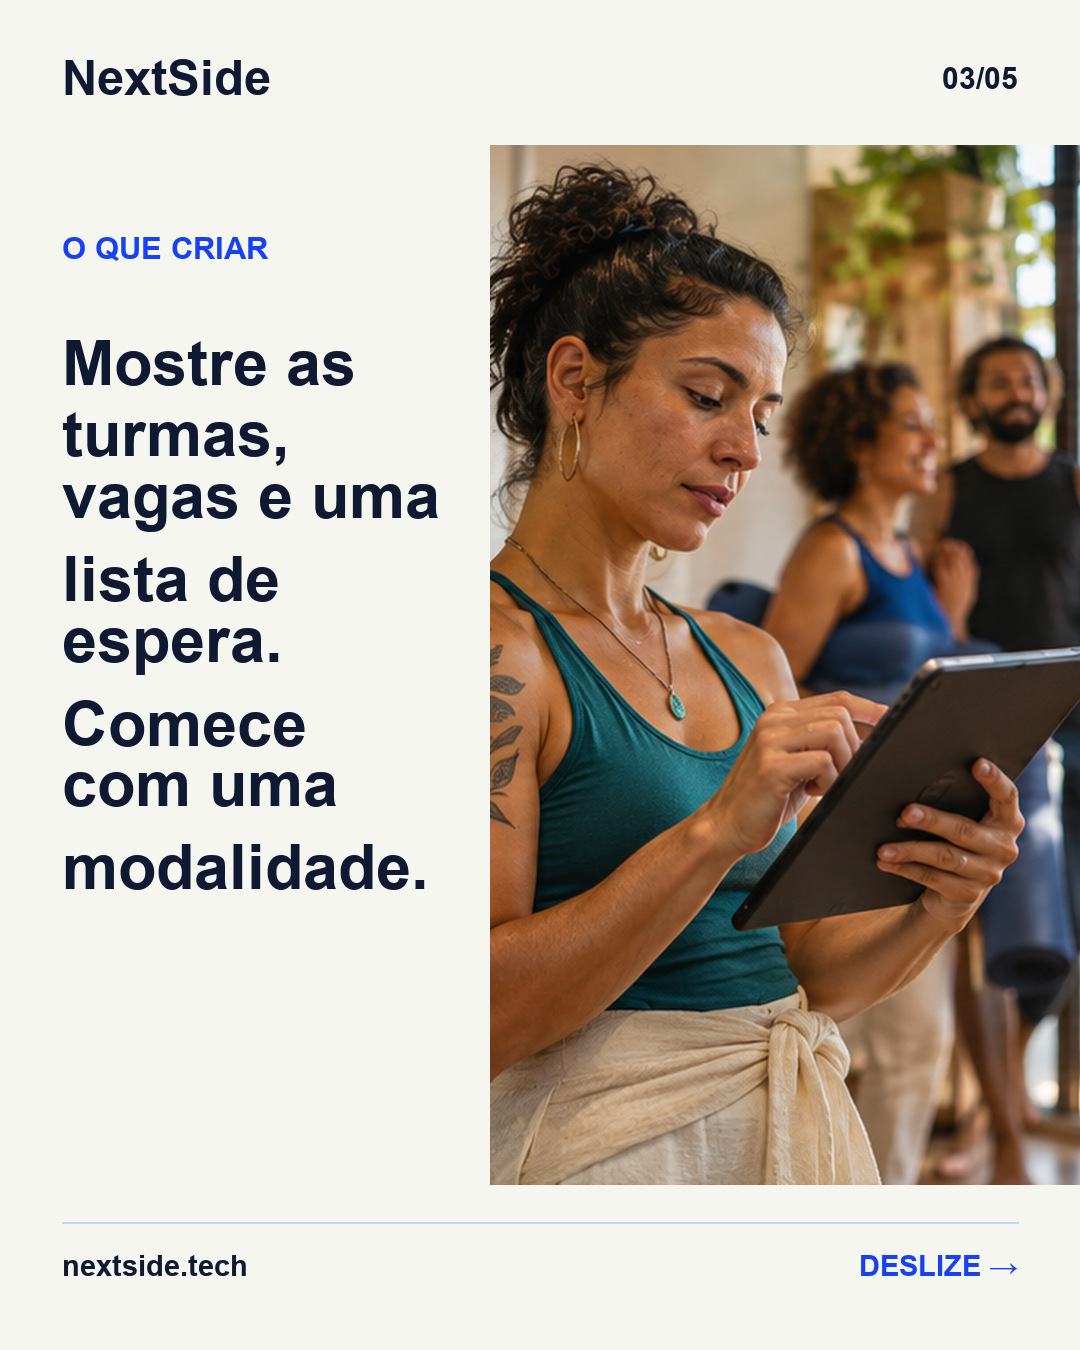 NextSide
03/05
O QUE CRIAR
Mostre as
turmas,
vagas e uma
lista de
espera.
Comece
com uma
modalidade.
nextside.tech
DESLIZE →